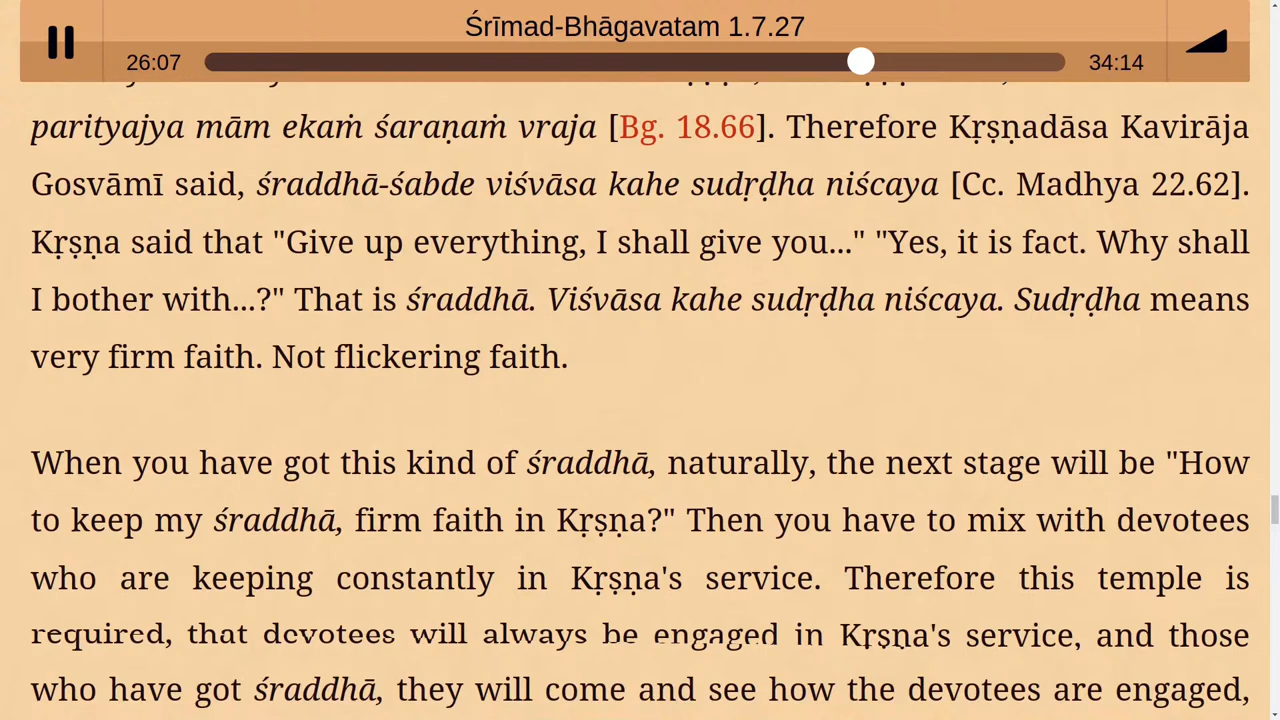 Śrīmad-Bhāgavatam 1.7.27
26:07
34:14
parityajya mām ekaṁ śaraṇaṁ vraja [Bg. 18.66]. Therefore Kṛṣṇadāsa Kavirāja
Gosvāmī said, śraddhā-śabde viśvāsa kahe sudṛḍha niścaya [Cc. Madhya 22.62].
Kṛṣṇa said that "Give up everything, I shall give you..." "Yes, it is fact. Why shall
I bother with...?" That is śraddhā. Viśvāsa kahe sudṛḍha niścaya. Sudṛḍha means
very firm faith. Not flickering faith.
When you have got this kind of śraddhā, naturally, the next stage will be "How
to keep my śraddhā, firm faith in Kṛṣṇa?" Then you have to mix with devotees
who are keeping constantly in Kṛṣṇa's service. Therefore this temple is
required, that devotees will always be engaged in Kṛṣṇa's service, and those
who have got śraddhā, they will come and see how the devotees are engaged,